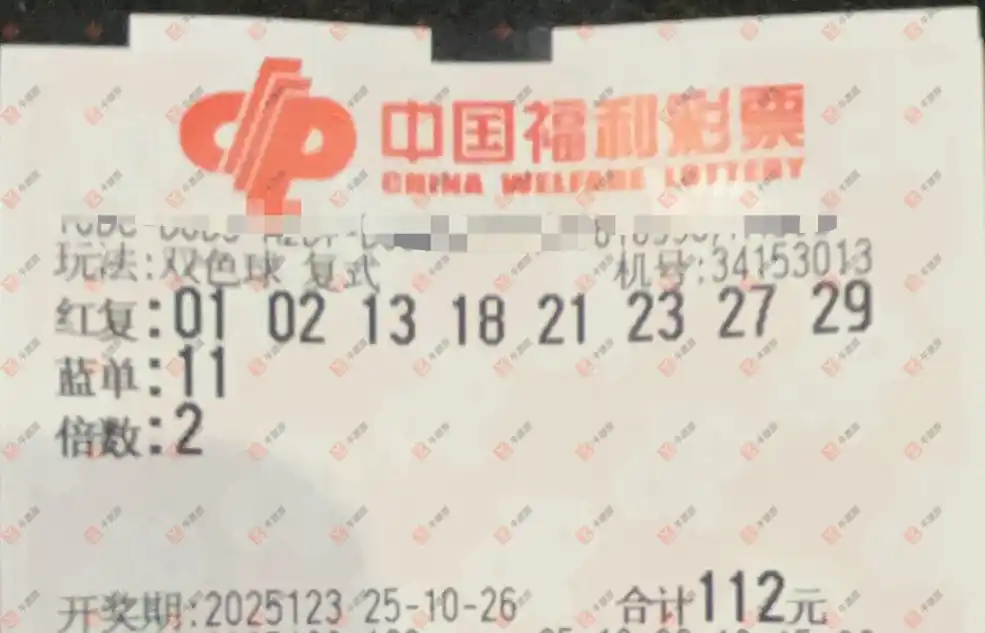 中国福利彩票
CHINA WELFARE LOTTERY
玩法:双色球 复式 机号:34153013
红复:01 02 13 18 21 23 27 29
蓝单:11
倍数:2
开奖期:2025123 25-10-26 合计112元